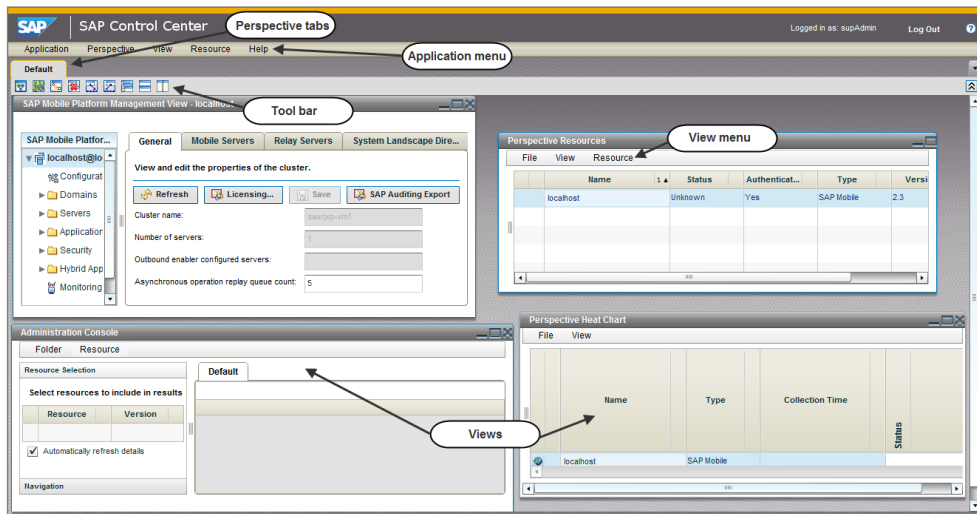 SAP SAP Control Center
Perspective tabs
Logged in as: supAdmin Log Out ?
Application Perspective View Resource Help
Application menu
Default
Tool bar
SAP Mobile Platform Management View - localhost
SAP Mobile Platfor...
General Mobile Servers Relay Servers System Landscape Dire...
localhost@lo
Configurat
Domains
Servers
Application
Security
Hybrid App
Monitoring
View and edit the properties of the cluster.
Refresh Licensing... Save SAP Auditing Export
Cluster name: saurjxp-vm1
Number of servers: 1
Outbound enabler configured servers:
Asynchronous operation replay queue count: 5
Perspective Resources
View menu
File View Resource
Name 1 Status Authenticat... Type Versi
localhost Unknown Yes SAP Mobile 2.3
Administration Console
Folder Resource
Resource Selection
Select resources to include in results
Resource Version
Automatically refresh details
Navigation
Default
Views
Perspective Heat Chart
File View
Name Type Collection Time Status
localhost SAP Mobile